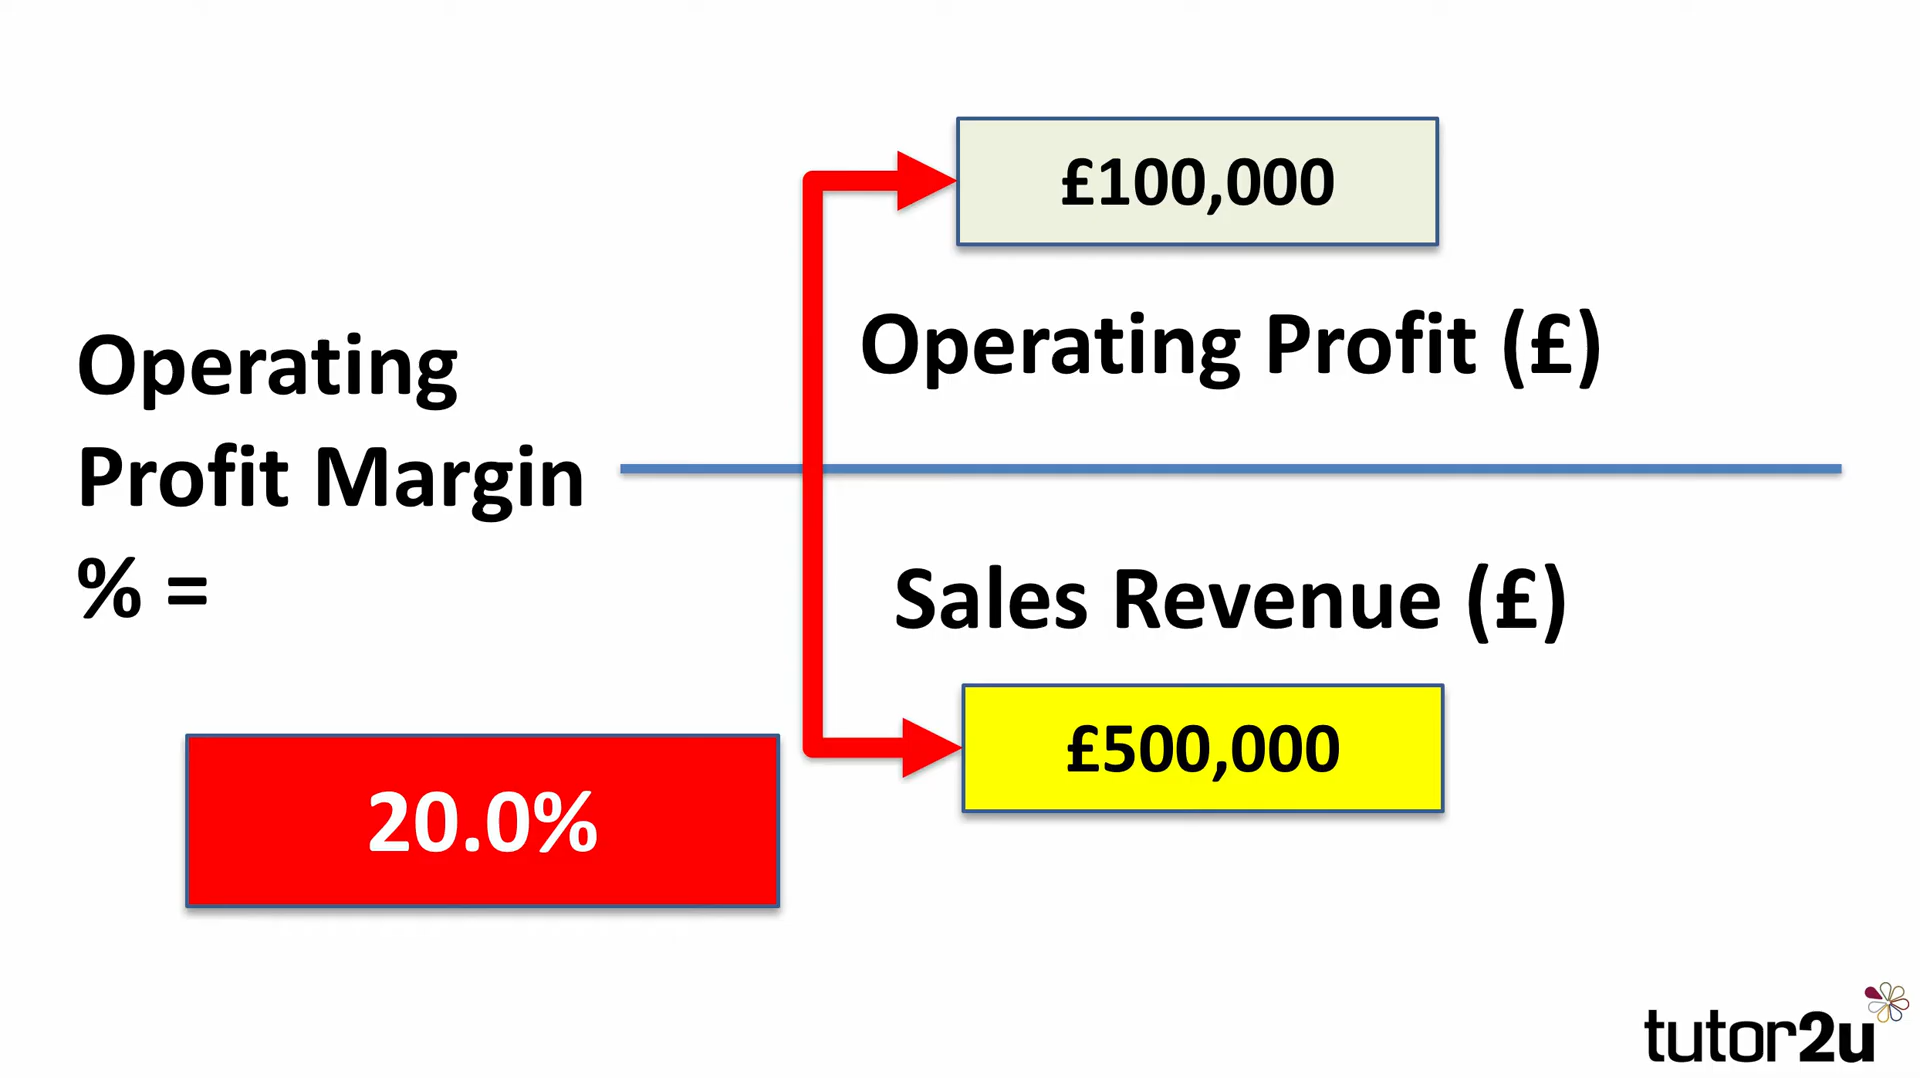 £100,000
Operating Profit (£)
Operating
Profit Margin
% =
Sales Revenue (£)
£500,000
20.0%
tutor2u